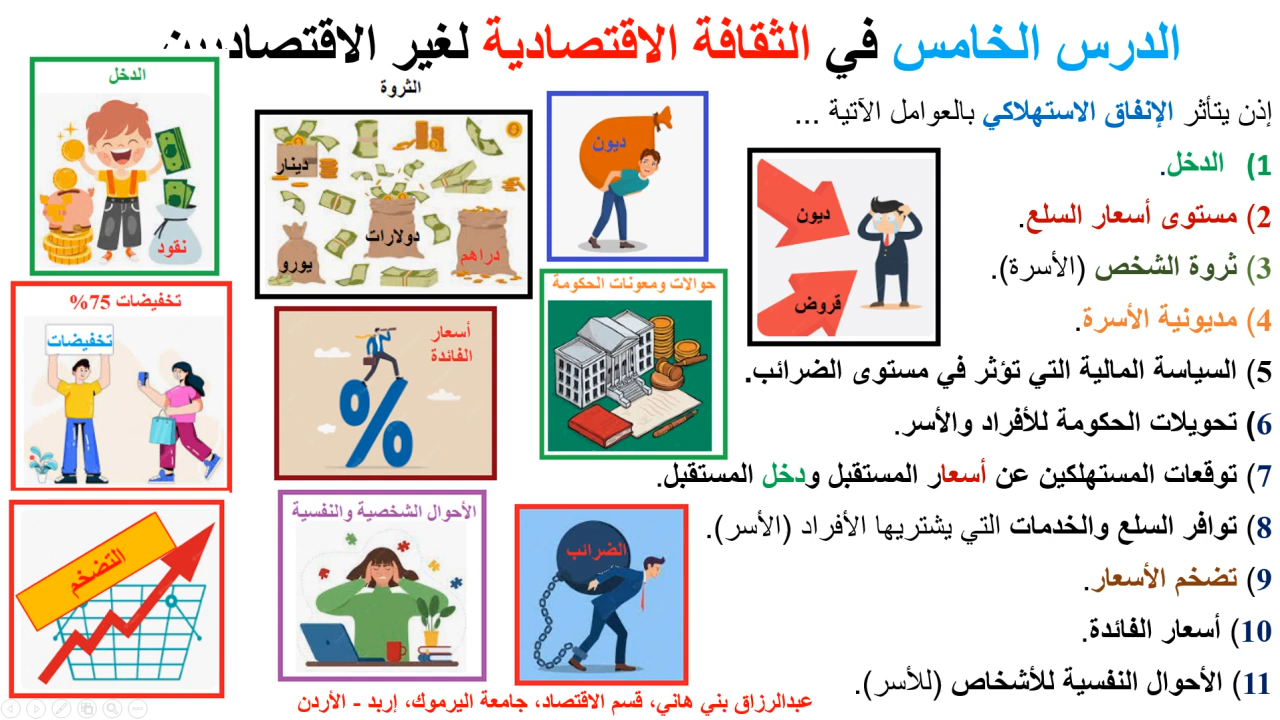 الدرس الخامس في الثقافة الاقتصادية لغير الاقتصاديين
إذن يتأثر الإنفاق الاستهلاكي بالعوامل الآتية ...
1) الدخل.
2) مستوى أسعار السلع.
3) ثروة الشخص (الأسرة).
4) مديونية الأسرة.
5) السياسة المالية التي تؤثر في مستوى الضرائب.
6) تحويلات الحكومة للأفراد والأسر.
7) توقعات المستهلكين عن أسعار المستقبل ودخل المستقبل.
8) توافر السلع والخدمات التي يشتريها الأفراد (الأسر).
9) تضخم الأسعار.
10) أسعار الفائدة.
11) الأحوال النفسية للأشخاص (للأسر).
ديون
قروض
ديون
حوالات ومعونات الحكومة
الضرائب
الثروة
دينار
دولارات
يورو
دراهم
أسعار
الفائدة
الأحوال الشخصية والنفسية
الدخل
نقود
تخفيضات 75%
تخفيضات
التضخم
عبدالرزاق بني هاني، قسم الاقتصاد، جامعة اليرموك، إربد - الأردن